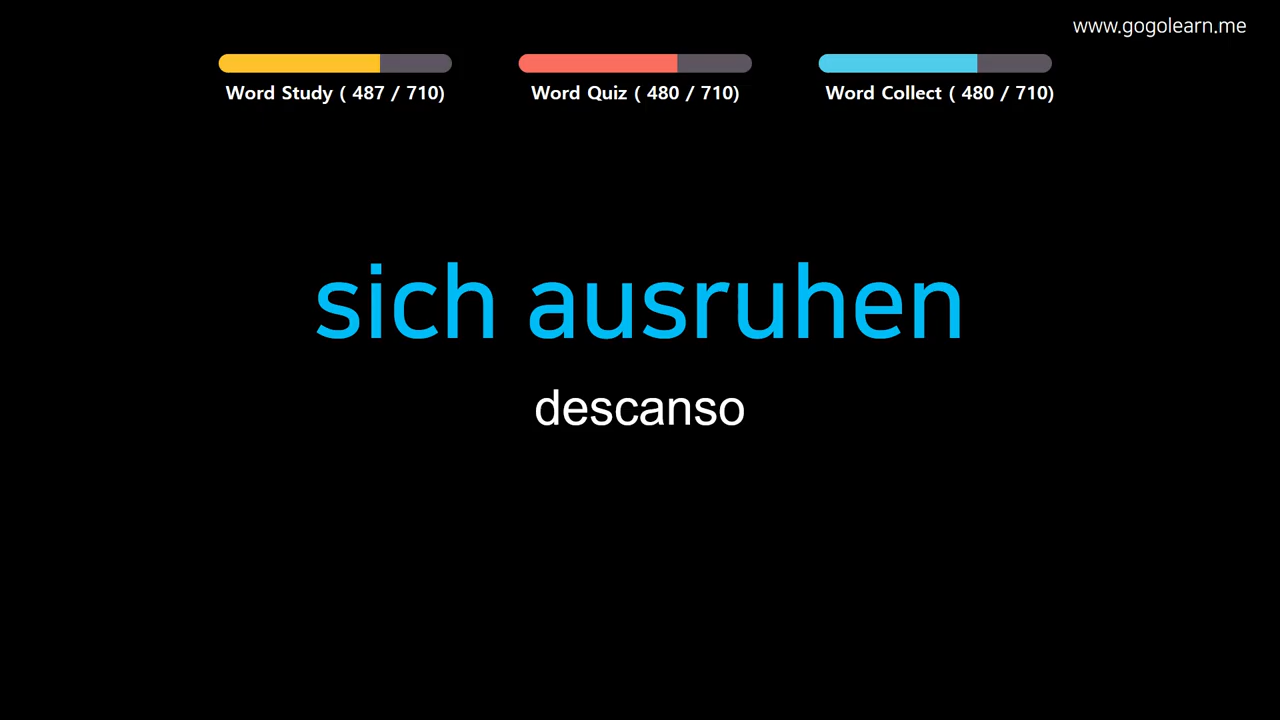 www.gogolearn.me
Word Study ( 487 / 710)
Word Quiz ( 480 / 710)
Word Collect ( 480 / 710)
sich ausruhen
descanso